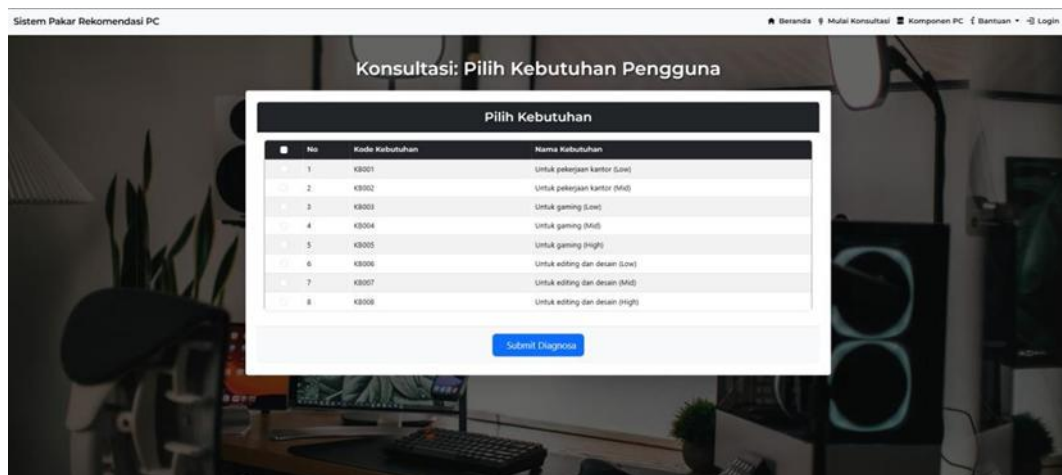 Sistem Pakar Rekomendasi PC
Beranda Mulai Konsultasi Komponen PC Bantuan Login
Konsultasi: Pilih Kebutuhan Pengguna
Pilih Kebutuhan
No Kode Kebutuhan Nama Kebutuhan
1 KB001 Untuk pekerjaan kantor (Low)
2 KB002 Untuk pekerjaan kantor (Mid)
3 KB003 Untuk gaming (Low)
4 KB004 Untuk gaming (Mid)
5 KB005 Untuk gaming (High)
6 KB006 Untuk editing dan desain (Low)
7 KB007 Untuk editing dan desain (Mid)
8 KB008 Untuk editing dan desain (High)
Submit Diagnosa